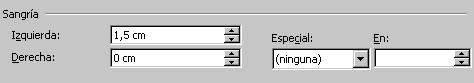 Sangría
Izquierda: 1,5 cm
Especial: En:
Derecha: 0 cm
(ninguna)